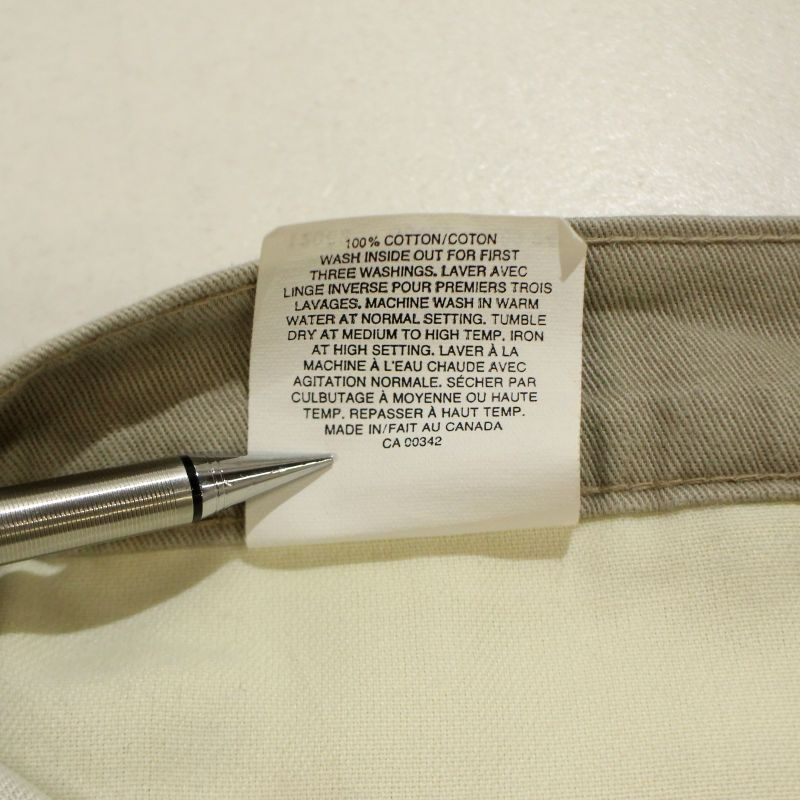 100% COTTON/COTON
WASH INSIDE OUT FOR FIRST
THREE WASHINGS. LAVER AVEC
LINGE INVERSE POUR PREMIERS TROIS
LAVAGES. MACHINE WASH IN WARM
WATER AT NORMAL SETTING. TUMBLE
DRY AT MEDIUM TO HIGH TEMP. IRON
AT HIGH SETTING. LAVER À LA
MACHINE À L'EAU CHAUDE AVEC
AGITATION NORMALE. SÉCHER PAR
CULBUTAGE À MOYENNE OU HAUTE
TEMP. REPASSER À HAUT TEMP.
MADE IN/FAIT AU CANADA
CA 00342